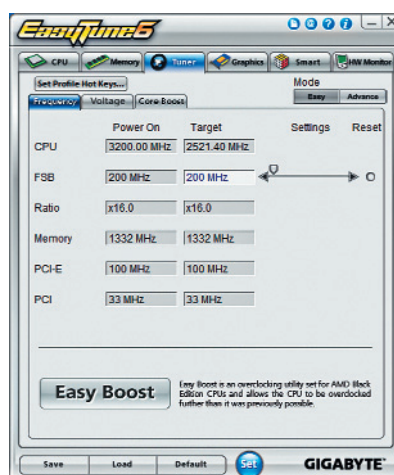 EasyTune6
CPU Memory Tuner Graphics Smart HW Monitor
Set Profile Hot Keys... Mode
Frequency Voltage Core Boost Easy Advance
Power On Target Settings Reset
CPU 3200.00 MHz 2521.40 MHz
FSB 200 MHz 200 MHz
Ratio x16.0 x16.0
Memory 1332 MHz 1332 MHz
PCI-E 100 MHz 100 MHz
PCI 33 MHz 33 MHz
Easy Boost
Easy Boost is an overclocking utility set for AMD Black
Edition CPUs and allows the CPU to be overclocked
further than it was previously possible.
Save Load Default Set GIGABYTE